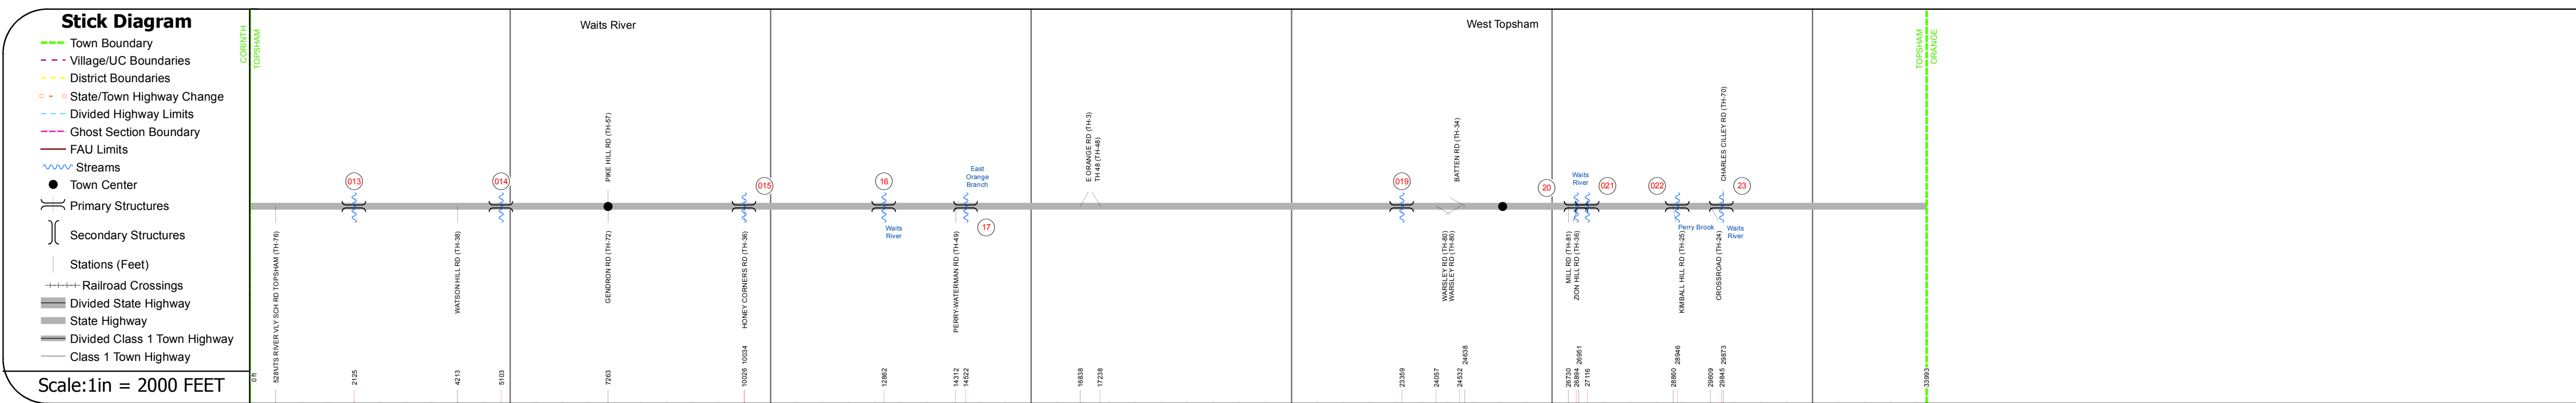 Stick Diagram
Town Boundary
Village/UC Boundaries
District Boundaries
State/Town Highway Change
Divided Highway Limits
Ghost Section Boundary
FAU Limits
Streams
Town Center
Primary Structures
Secondary Structures
Stations (Feet)
Railroad Crossings
Divided State Highway
State Highway
Divided Class 1 Town Highway
Class 1 Town Highway
Scale:1in = 2000 FEET
CORINTH
TOPSHAM
Waits River
West Topsham
TOPSHAM
ORANGE
PIKE HILL RD (TH-57)
E ORANGE RD (TH-3)
TH 48 (TH-48)
BATTEN RD (TH-34)
CHARLES CILLEY RD (TH-70)
013
014
015
16
East
Orange
Branch
17
019
20
Waits
River
021
022
23
Waits
River
Perry Brook
Waits
River
RIVER VLY SCH RD TOPSHAM (TH-76)
WATSON HILL RD (TH-38)
GENDRON RD (TH-72)
HONEY CORNERS RD (TH-36)
PERRY-WATERMAN RD (TH-49)
WARSLEY RD (TH-80)
WARSLEY RD (TH-80)
MILL RD (TH-81)
ZION HILL RD (TH-36)
KIMBALL HILL RD (TH-25)
CROSSROAD (TH-24)
0 ft
528
2125
4213
5103
7263
10026
10034
12862
14312
14522
16838
17238
23359
24057
24532
24638
26730
26894
26951
27116
28860
28946
29609
29845
29873
33993